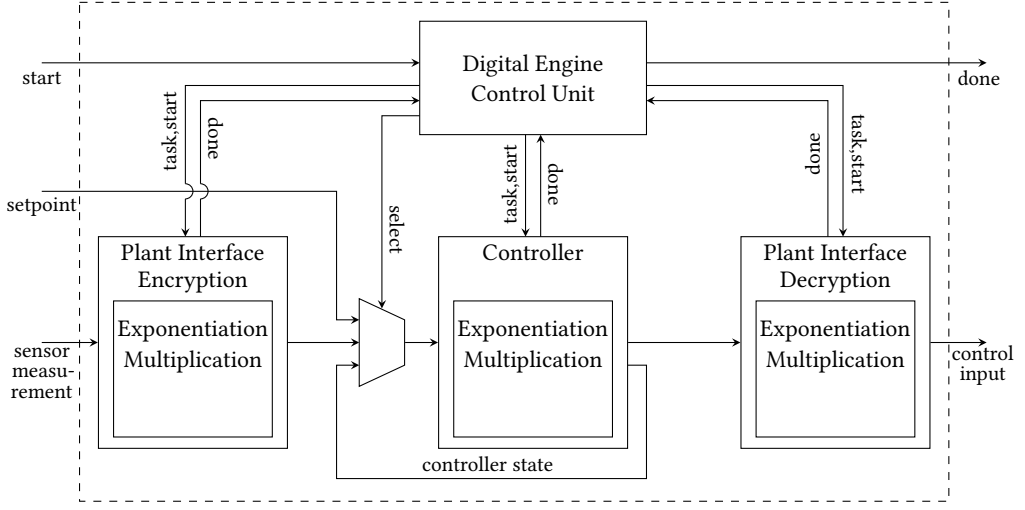 Digital Engine
Control Unit
start
done
task,start
done
select
task,start
done
done
task,start
setpoint
Plant Interface
Encryption
Controller
Plant Interface
Decryption
Exponentiation
Multiplication
Exponentiation
Multiplication
Exponentiation
Multiplication
sensor
measu-
rement
control
input
controller state